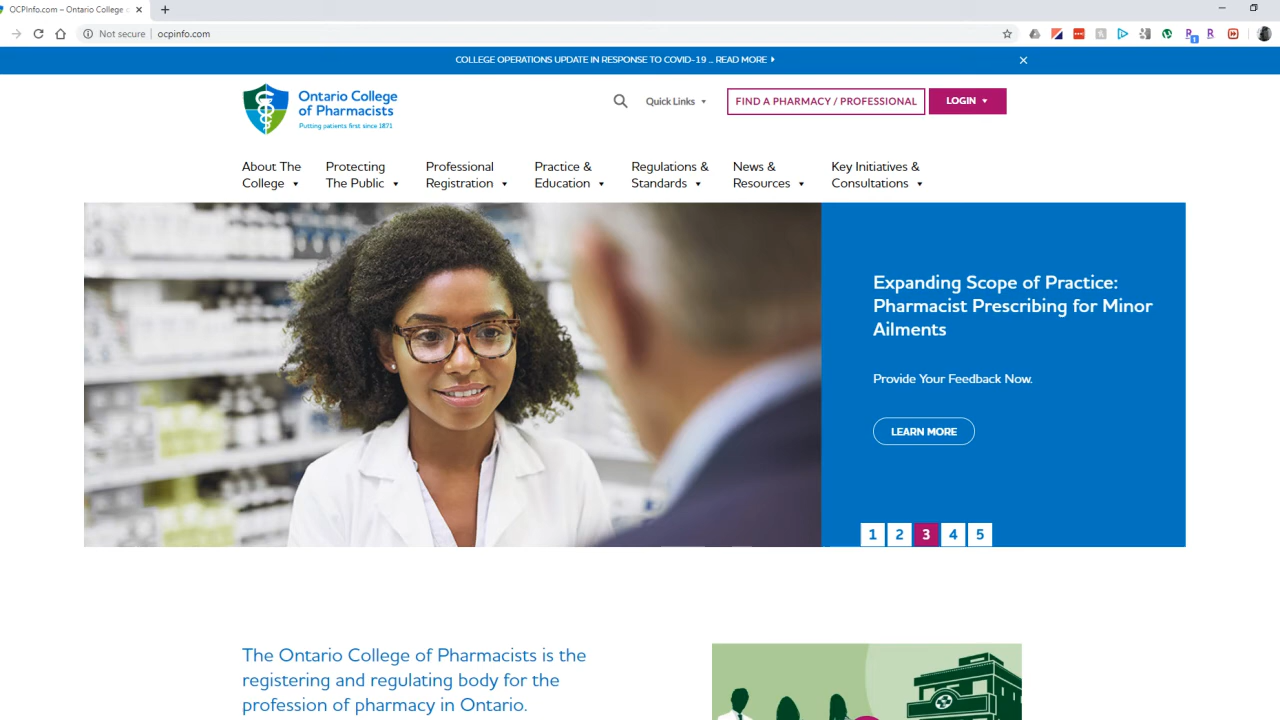 OCPInfo.com – Ontario College
Not secure
ocpinfo.com
COLLEGE OPERATIONS UPDATE IN RESPONSE TO COVID-19 ... READ MORE
Ontario College
of Pharmacists
Putting patients first since 1871
Quick Links
FIND A PHARMACY / PROFESSIONAL
LOGIN
About The
College
Protecting
The Public
Professional
Registration
Practice &
Education
Regulations &
Standards
News &
Resources
Key Initiatives &
Consultations
Expanding Scope of Practice:
Pharmacist Prescribing for Minor
Ailments
Provide Your Feedback Now.
LEARN MORE
1 2 3 4 5
The Ontario College of Pharmacists is the
registering and regulating body for the
profession of pharmacy in Ontario.